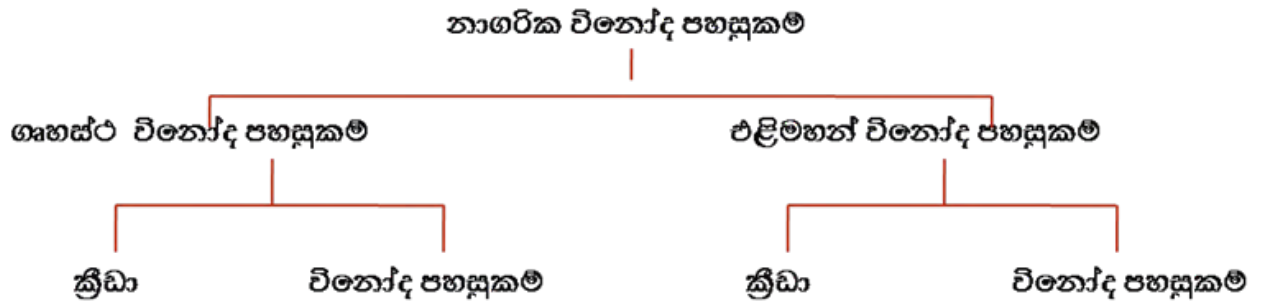 නාගරික විනෝද පහසුකම්
ගෘහස්ථ විනෝද පහසුකම් එළිමහන් විනෝද පහසුකම්
ක්‍රීඩා විනෝද පහසුකම් ක්‍රීඩා විනෝද පහසුකම්